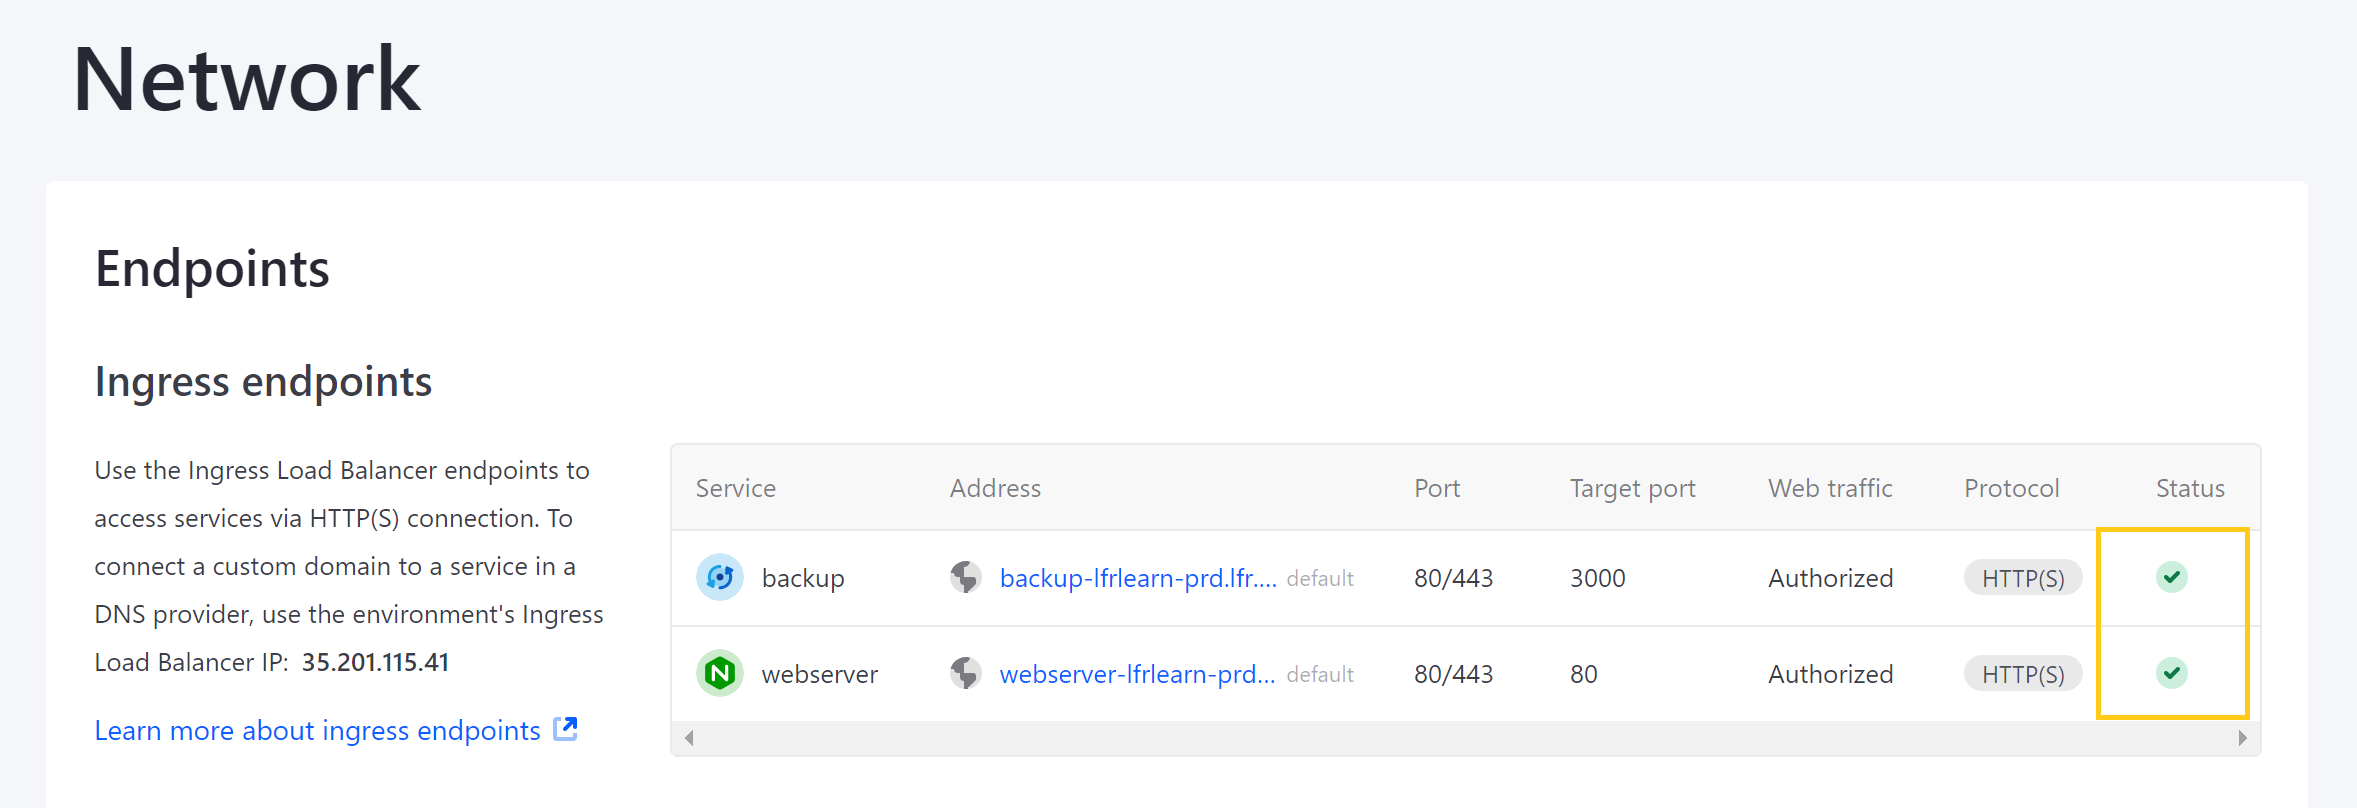 Network
Endpoints
Ingress endpoints
Use the Ingress Load Balancer endpoints to
access services via HTTP(S) connection. To
connect a custom domain to a service in a
DNS provider, use the environment's Ingress
Load Balancer IP: 35.201.115.41
Learn more about ingress endpoints
Service Address Port Target port Web traffic Protocol Status
backup backup-lfrlearn-prd.lfr.... default 80/443 3000 Authorized HTTP(S)
webserver webserver-lfrlearn-prd... default 80/443 80 Authorized HTTP(S)